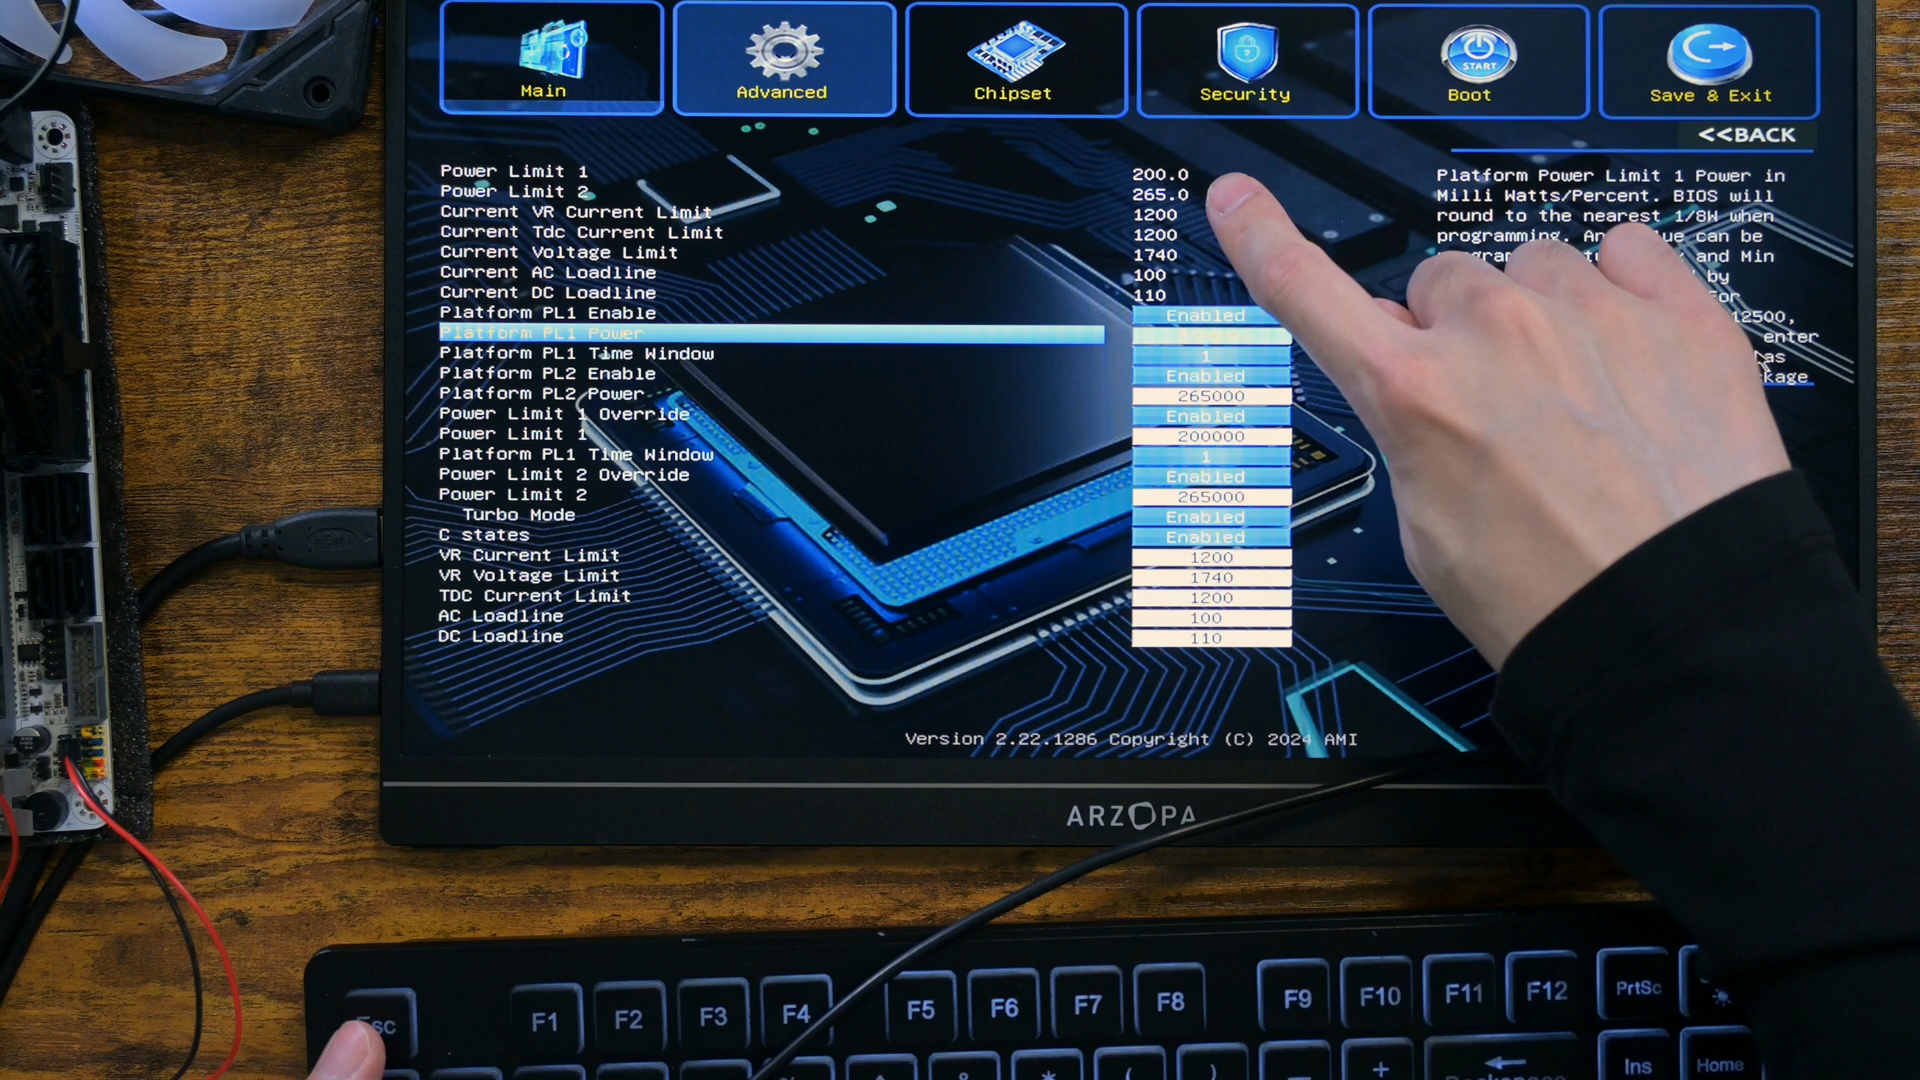 Main
Advanced
Chipset
Security
START
Boot
Save & Exit
<<BACK
Power Limit 1 200.0
Power Limit 2 265.0
Current VR Current Limit 1200
Current Tdc Current Limit 1200
Current Voltage Limit 1740
Current AC Loadline 100
Current DC Loadline 110
Platform PL1 Enable Enabled
Platform PL1 Power
Platform PL1 Time Window 1
Platform PL2 Enable Enabled
Platform PL2 Power 265000
Power Limit 1 Override Enabled
Power Limit 1 200000
Platform PL1 Time Window 1
Power Limit 2 Override Enabled
Power Limit 2 265000
Turbo Mode Enabled
C states Enabled
VR Current Limit 1200
VR Voltage Limit 1740
TDC Current Limit 1200
AC Loadline 100
DC Loadline 110
Platform Power Limit 1 Power in
Milli Watts/Percent. BIOS will
round to the nearest 1/8W when
programming. can be
and Min
by
For
12500,
enter
as
Version 2.22.1286 Copyright (C) 2024 AMI
ARZOPA
F1 F2 F3 F4 F5 F6 F7 F8 F9 F10 F11 F12 PrtSc
Ins Home